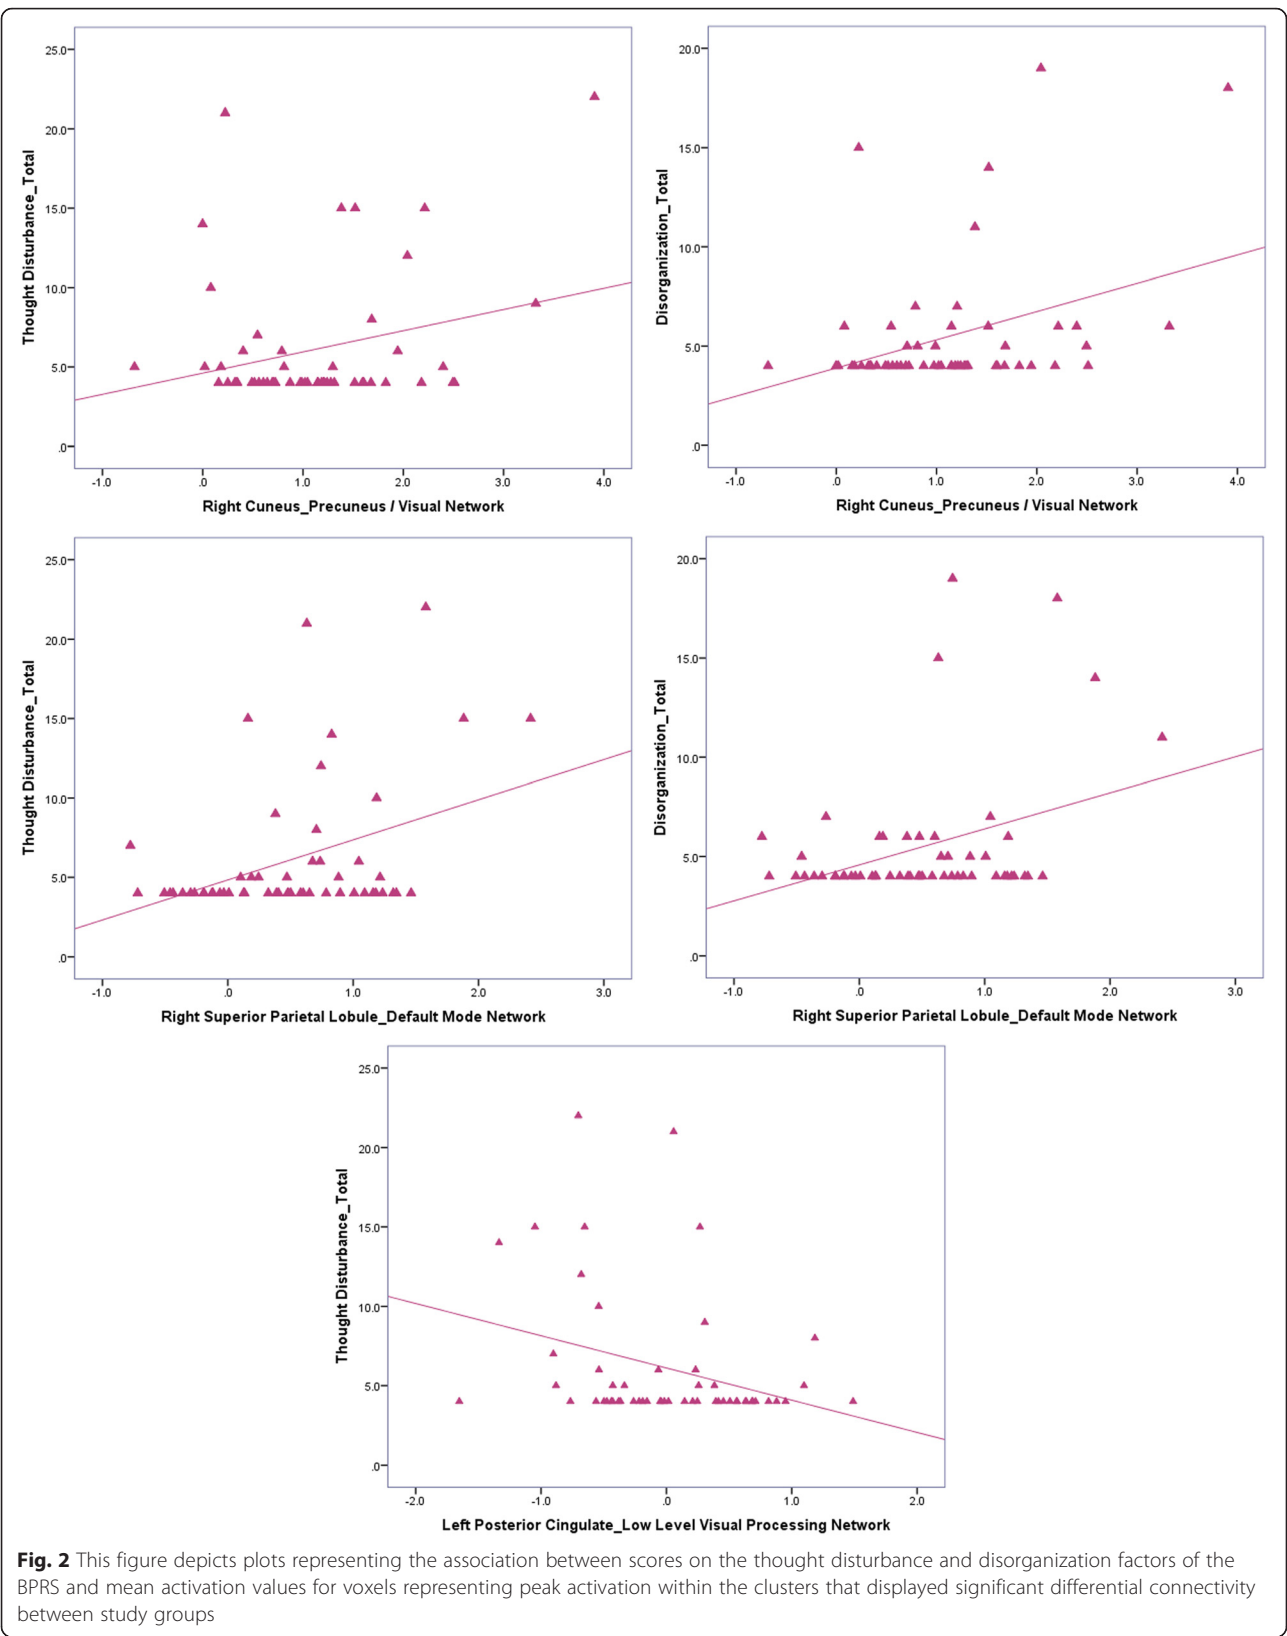 25.0
20.0
15.0
10.0
5.0
.0
Thought Disturbance_Total
-1.0 .0 1.0 2.0 3.0 4.0
Right Cuneus_Precuneus / Visual Network
20.0
15.0
10.0
5.0
.0
Disorganization_Total
-1.0 .0 1.0 2.0 3.0 4.0
Right Cuneus_Precuneus / Visual Network
25.0
20.0
15.0
10.0
5.0
.0
Thought Disturbance_Total
-1.0 .0 1.0 2.0 3.0
Right Superior Parietal Lobule_Default Mode Network
20.0
15.0
10.0
5.0
.0
Disorganization_Total
-1.0 .0 1.0 2.0 3.0
Right Superior Parietal Lobule_Default Mode Network
25.0
20.0
15.0
10.0
5.0
.0
Thought Disturbance_Total
-2.0 -1.0 .0 1.0 2.0
Left Posterior Cingulate_Low Level Visual Processing Network
Fig. 2 This figure depicts plots representing the association between scores on the thought disturbance and disorganization factors of the
BPRS and mean activation values for voxels representing peak activation within the clusters that displayed significant differential connectivity
between study groups